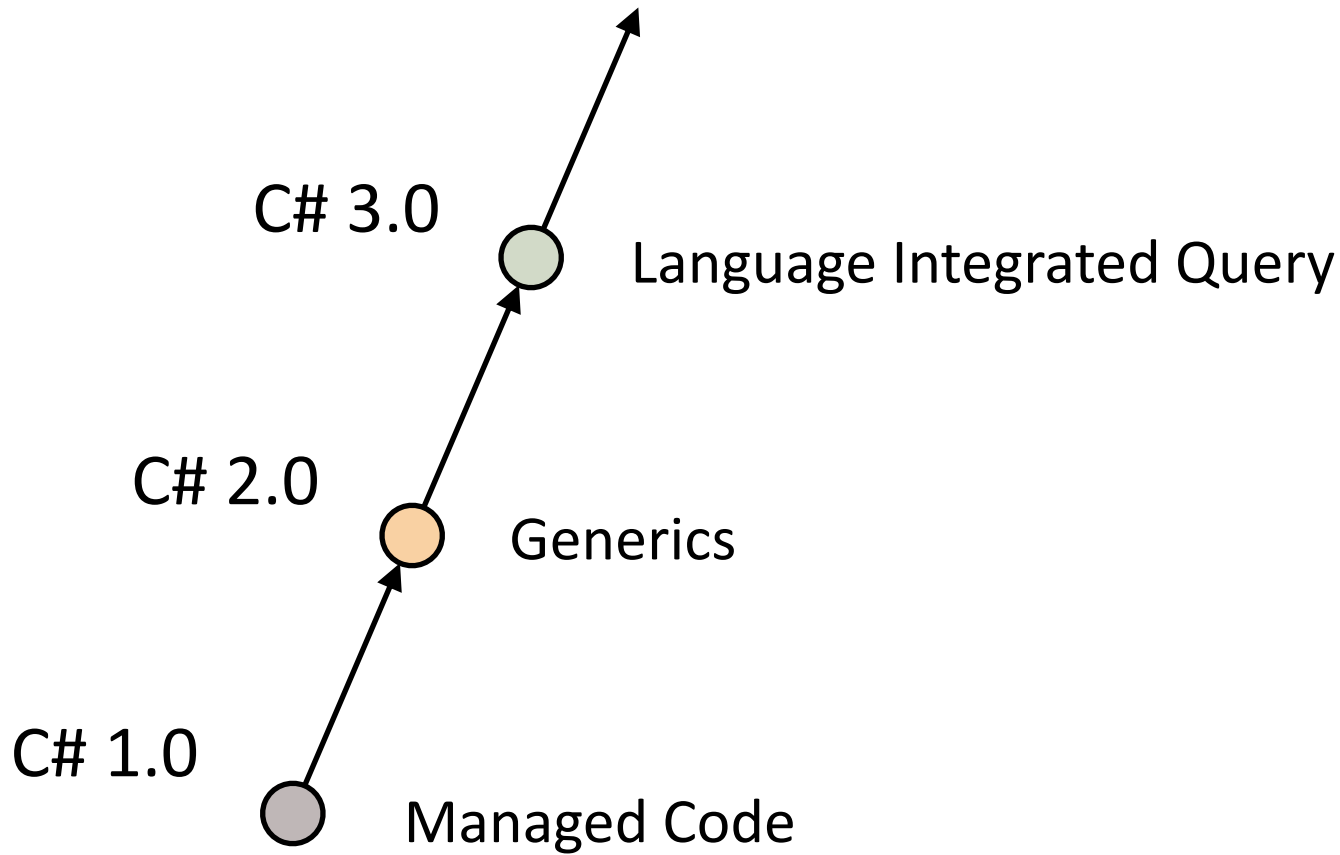 C# 3.0
Language Integrated Query
C# 2.0
Generics
C# 1.0
Managed Code